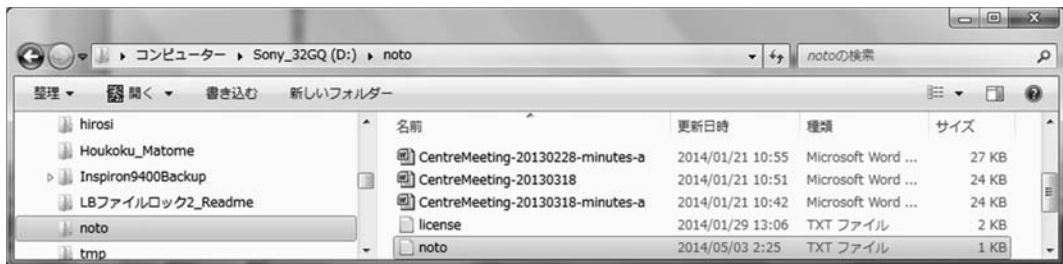 コンピューター ▸ Sony_32GQ (D:) ▸ noto
notoの検索
整理 開く 書き込む 新しいフォルダー
hirosi
Houkoku_Matome
Inspiron9400Backup
LBファイルロック2_Readme
noto
tmp
名前 更新日時 種類 サイズ
CentreMeeting-20130228-minutes-a 2014/01/21 10:55 Microsoft Word ... 27 KB
CentreMeeting-20130318 2014/01/21 10:51 Microsoft Word ... 24 KB
CentreMeeting-20130318-minutes-a 2014/01/21 10:42 Microsoft Word ... 24 KB
license 2014/01/29 13:06 TXT ファイル 2 KB
noto 2014/05/03 2:25 TXT ファイル 1 KB